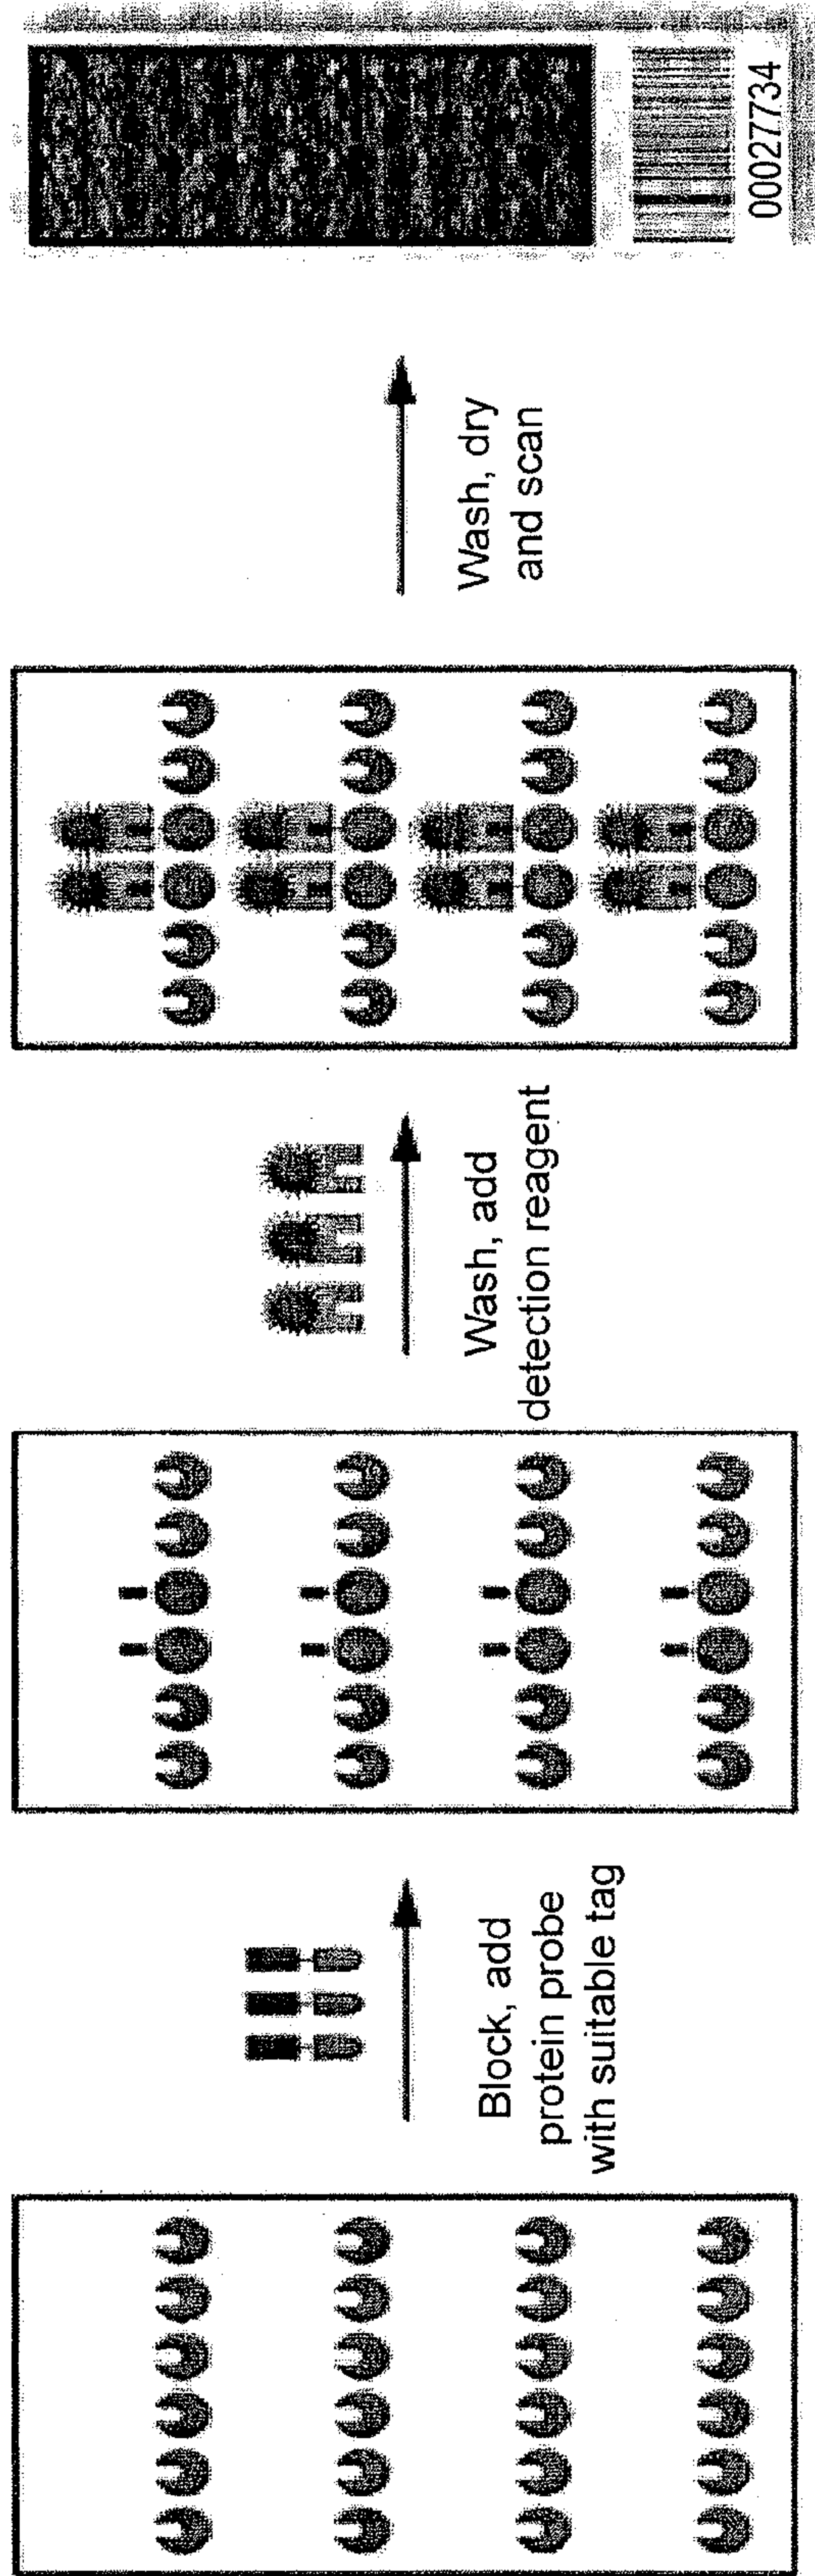 Block, add
protein probe
with suitable tag
Wash, add
detection reagent
Wash, dry
and scan
00027734